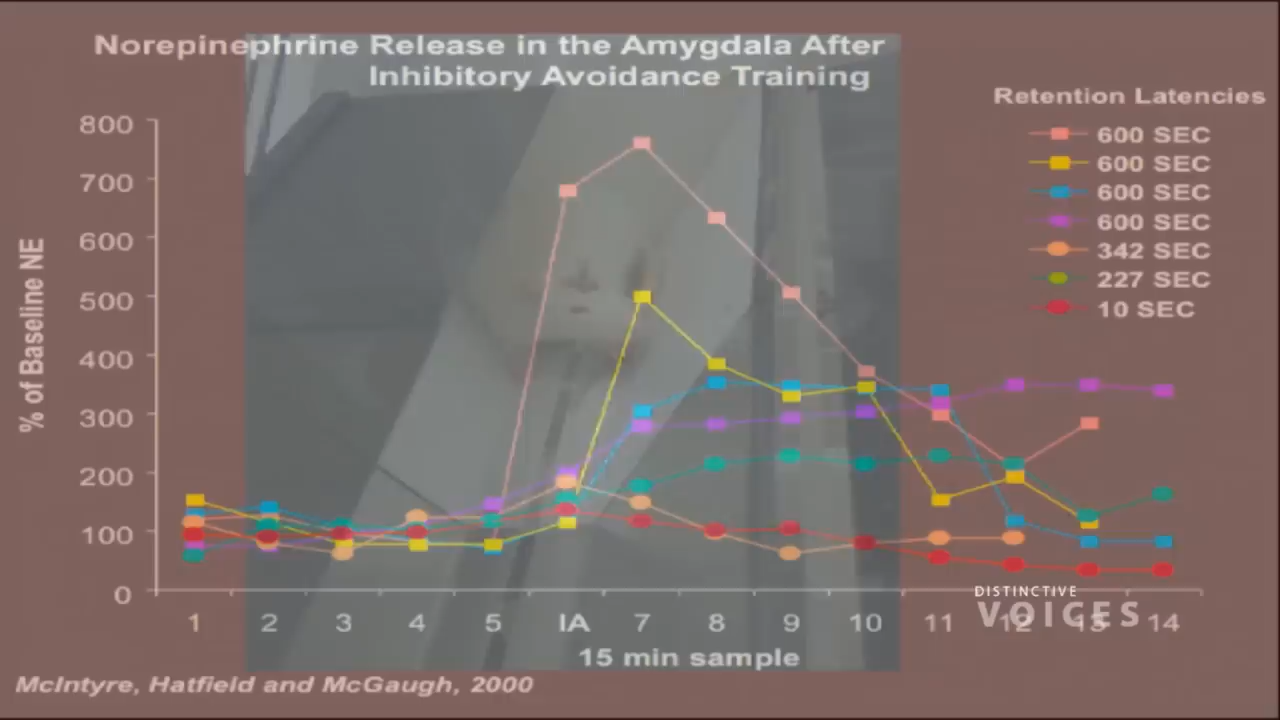 Norepinephrine Release in the Amygdala After
Inhibitory Avoidance Training
Retention Latencies
600 SEC
600 SEC
600 SEC
600 SEC
342 SEC
227 SEC
10 SEC
% of Baseline NE
800
700
600
500
400
300
200
100
0
1 2 3 4 5 IA 7 8 9 10 11 12 13 14
15 min sample
DISTINCTIVE
VOICES
McIntyre, Hatfield and McGaugh, 2000